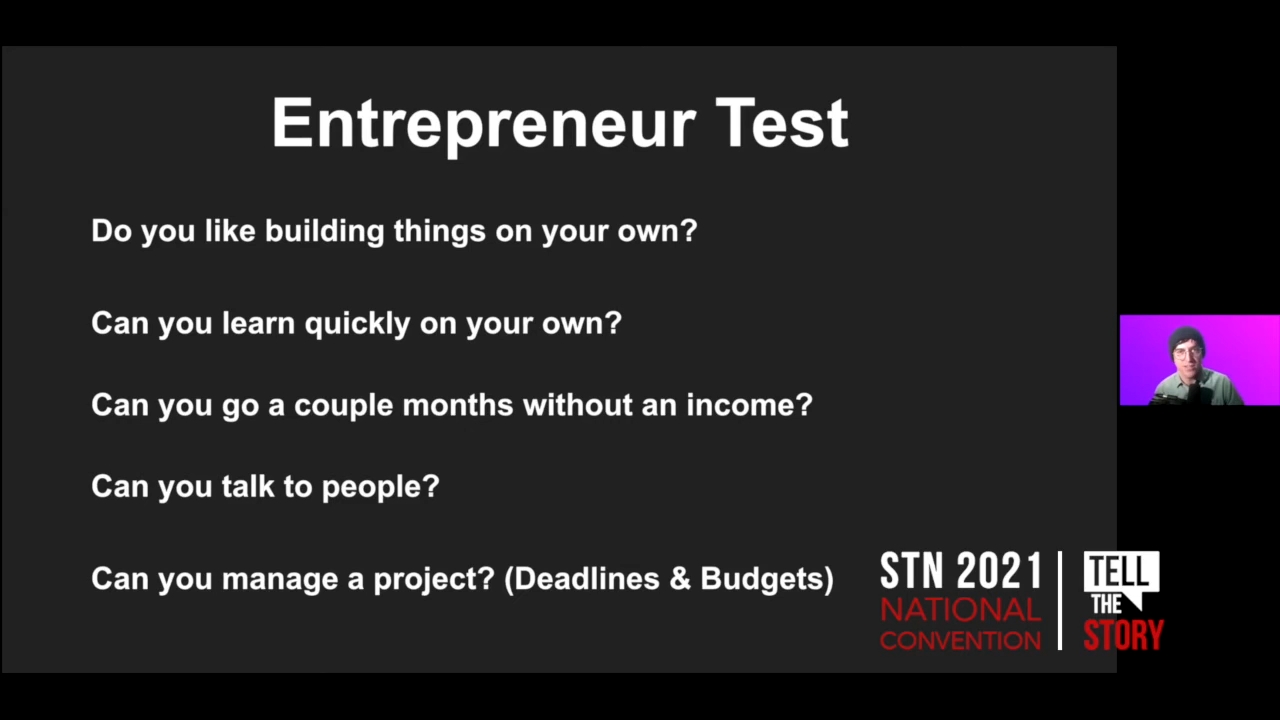 Entrepreneur Test
Do you like building things on your own?
Can you learn quickly on your own?
Can you go a couple months without an income?
Can you talk to people?
Can you manage a project? (Deadlines & Budgets)
STN 2021
NATIONAL
CONVENTION
TELL
THE
STORY